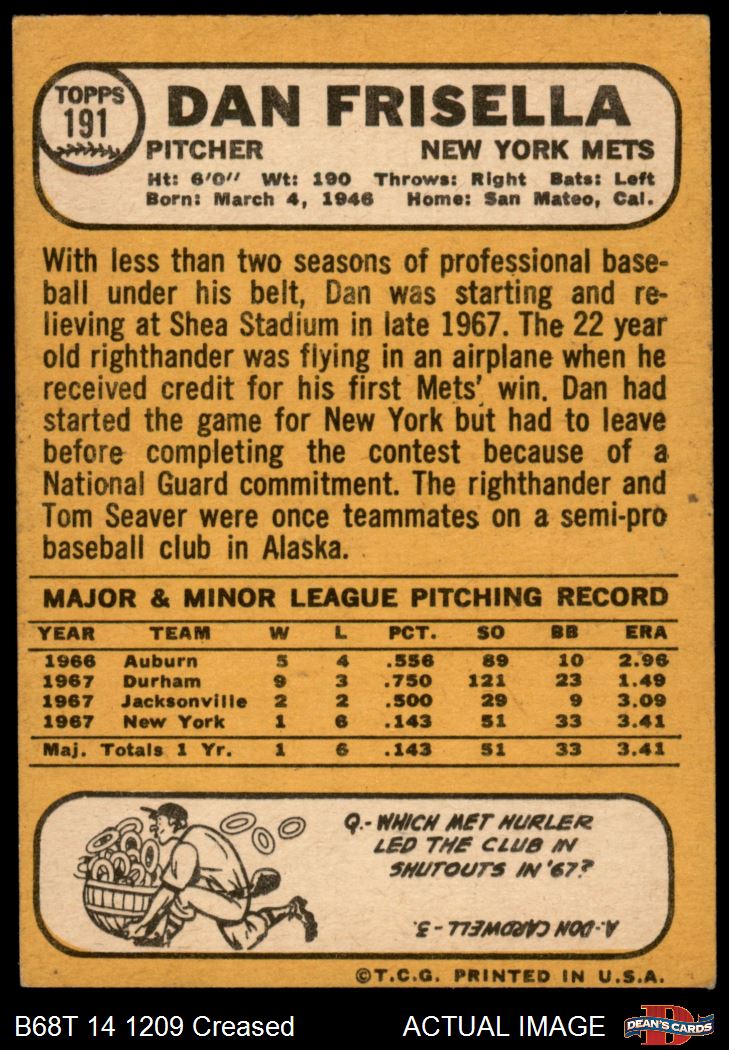 TOPPS
191
DAN FRISELLA
PITCHER NEW YORK METS
Ht: 6'0" Wt: 190 Throws: Right Bats: Left
Born: March 4, 1946 Home: San Mateo, Cal.
With less than two seasons of professional base-
ball under his belt, Dan was starting and re-
lieving at Shea Stadium in late 1967. The 22 year
old righthander was flying in an airplane when he
received credit for his first Mets' win. Dan had
started the game for New York but had to leave
before completing the contest because of a
National Guard commitment. The righthander and
Tom Seaver were once teammates on a semi-pro
baseball club in Alaska.
MAJOR & MINOR LEAGUE PITCHING RECORD
YEAR TEAM W L PCT. SO BB ERA
1966 Auburn 5 4 .556 89 10 2.96
1967 Durham 9 3 .750 121 23 1.49
1967 Jacksonville 2 2 .500 29 9 3.09
1967 New York 1 6 .143 51 33 3.41
Maj. Totals 1 Yr. 1 6 .143 51 33 3.41
Q.- WHICH MET HURLER
LED THE CLUB IN
SHUTOUTS IN '67?
A.- DON CARDWELL - 3.
©T.C.G. PRINTED IN U.S.A.
B68T 14 1209 Creased ACTUAL IMAGE
D
DEAN'S CARDS